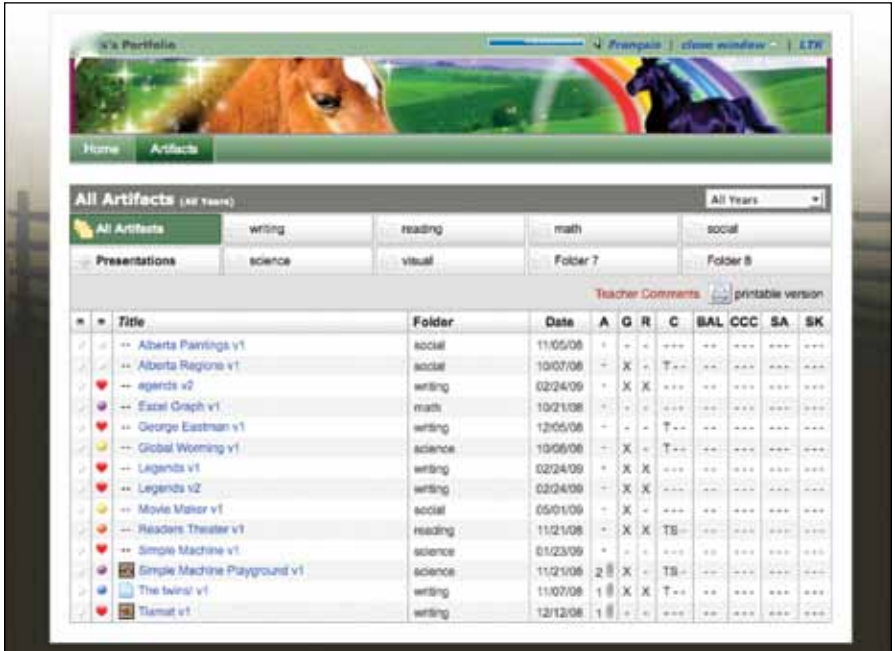 's Portfolio
Français | close window | LTK
Home Artifacts
All Artifacts (All Years) All Years
All Artifacts writing reading math social
Presentations science visual Folder 7 Folder 8
Teacher Comments printable version
Title Folder Date A G R C BAL CCC SA SK
-- Alberta Paintings v1 social 11/05/08 - - - --- -- --- --- ---
-- Alberta Regions v1 social 10/07/08 - X - T-- -- --- --- ---
-- agends v2 writing 02/24/09 - X X --- -- --- --- ---
-- Excel Graph v1 math 10/21/08 - - - --- -- --- --- ---
-- George Eastman v1 writing 12/05/08 - - - T-- -- --- --- ---
-- Global Worming v1 science 10/08/08 - X - T-- -- --- --- ---
-- Legends v1 writing 02/24/09 - X X --- -- --- --- ---
-- Legends v2 writing 02/24/09 - X X --- -- --- --- ---
-- Movie Maker v1 social 05/01/09 - X - --- -- --- --- ---
-- Readers Theater v1 reading 11/21/08 - X X TS- -- --- --- ---
-- Simple Machine v1 science 01/23/09 - - - --- -- --- --- ---
Simple Machine Playground v1 science 11/21/08 2 X - TS- -- --- --- ---
The twins! v1 writing 11/07/08 1 X X T-- -- --- --- ---
Tiamat v1 writing 12/12/08 1 - - --- -- --- --- ---